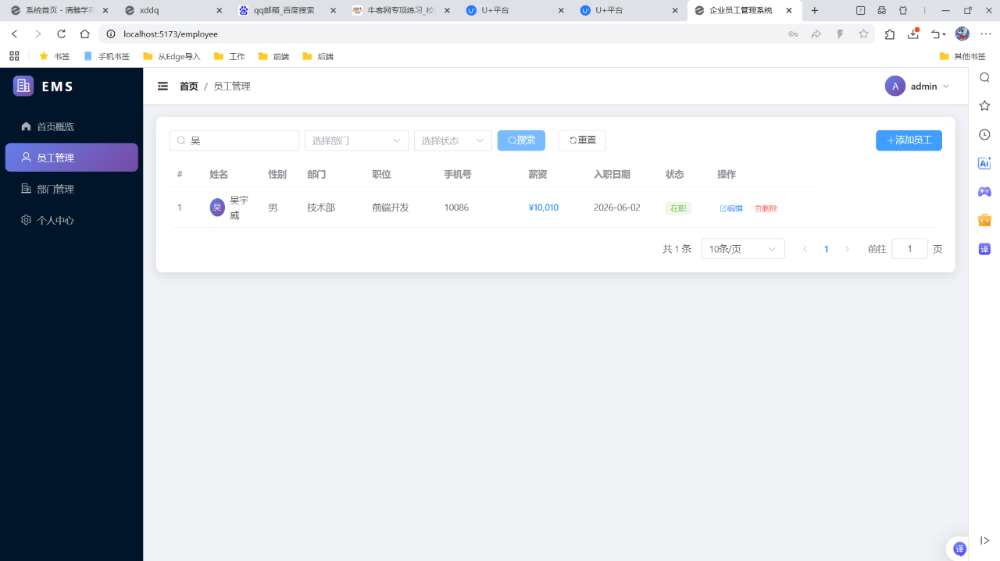 系统首页 - 清雅学苑
xddq
qq邮箱_百度搜索
牛客网专项练习_校
U+平台
U+平台
企业员工管理系统
localhost:5173/employee
书签
手机书签
从Edge导入
工作
前端
后端
其他书签
EMS
首页 / 员工管理
A
admin
首页概览
员工管理
部门管理
个人中心
吴
选择部门
选择状态
搜索
重置
添加员工
# 姓名 性别 部门 职位 手机号 薪资 入职日期 状态 操作
1 吴 吴宇威 男 技术部 前端开发 10086 ¥10,010 2026-06-02 在职 编辑 删除
共 1 条 10条/页 1 前往 1 页
译
译